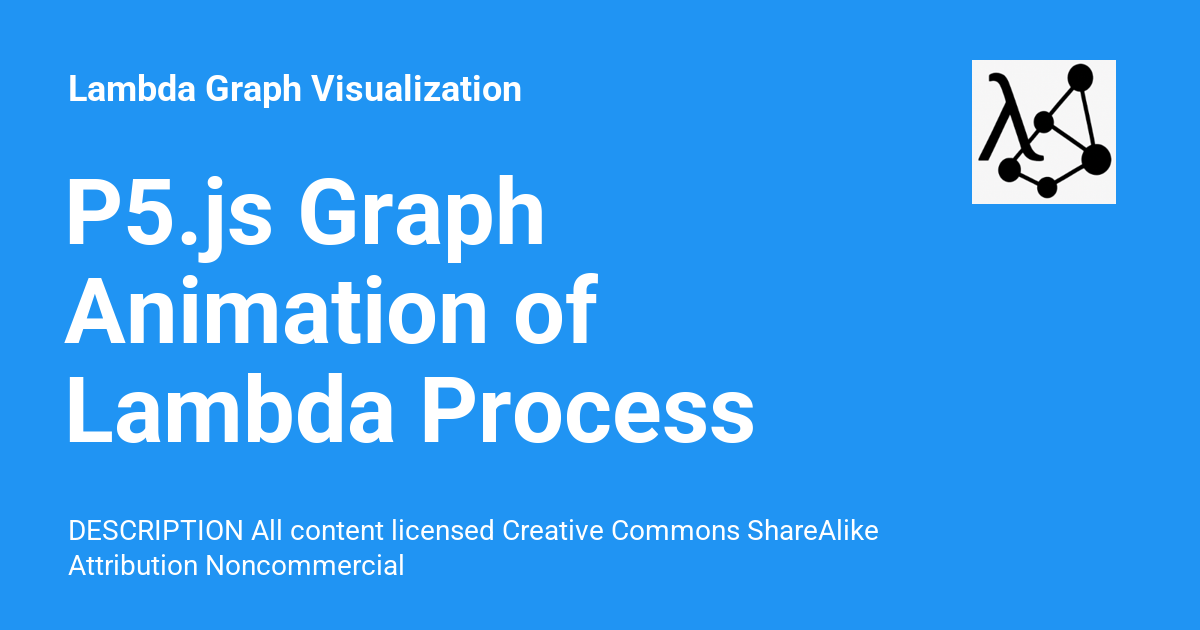 Lambda Graph Visualization
λ
P5.js Graph
Animation of
Lambda Process
DESCRIPTION All content licensed Creative Commons ShareAlike
Attribution Noncommercial